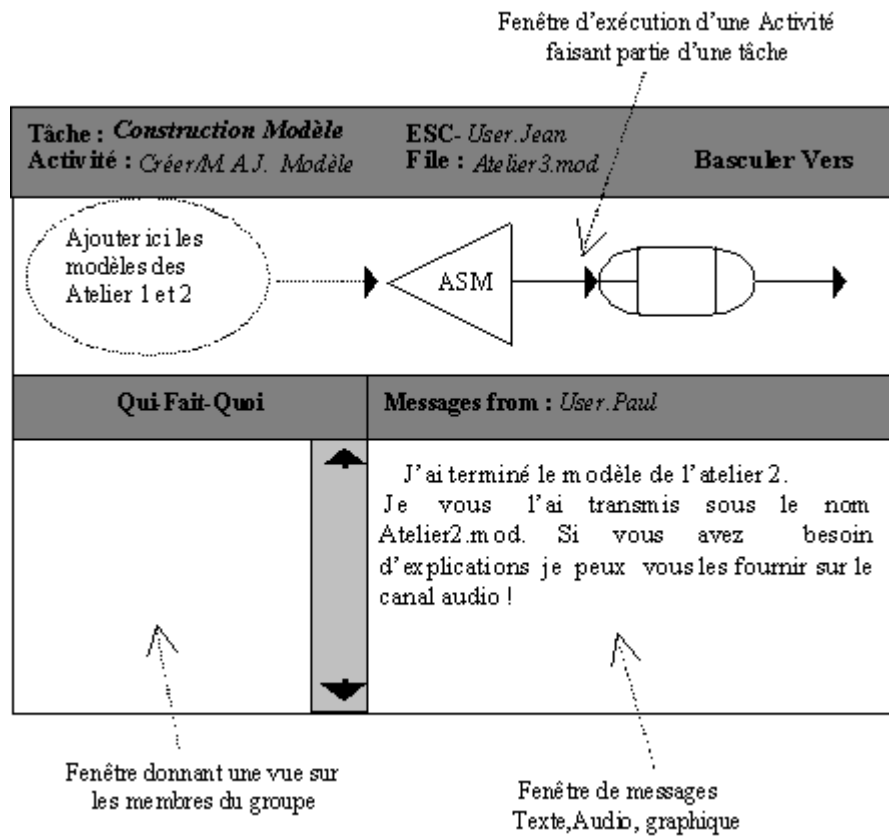 Fenêtre d'exécution d'une Activité
faisant partie d'une tâche
Tâche : Construction Modèle
ESC- User.Jean
Activité : Créer/M.A.J. Modèle
File : Atelier3.mod
Basculer Vers
Ajouter ici les
modèles des
Atelier 1 et 2
ASM
Qui-Fait-Quoi
Messages from : User.Paul
J'ai terminé le modèle de l'atelier 2.
Je vous l'ai transmis sous le nom
Atelier2.mod. Si vous avez besoin
d'explications je peux vous les fournir sur le
canal audio !
Fenêtre donnant une vue sur
les membres du groupe
Fenêtre de messages
Texte,Audio, graphique